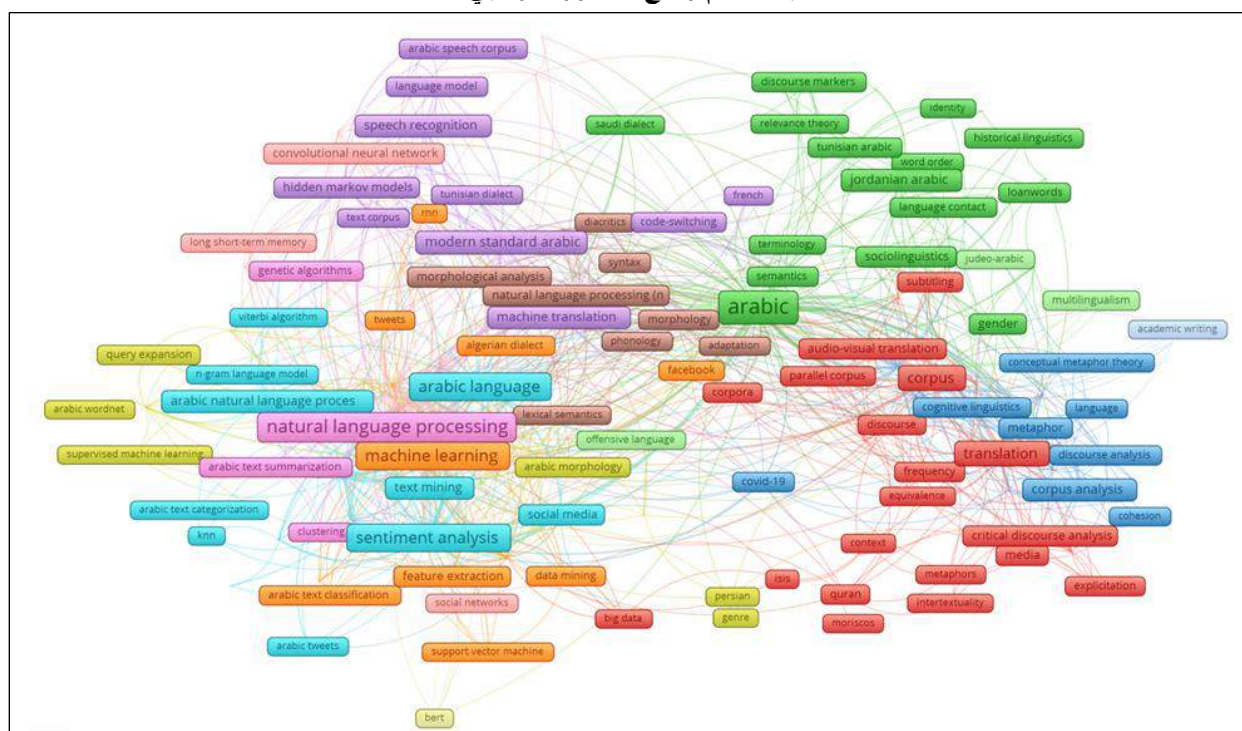 arabic speech corpus
discourse markers
language model
identity
speech recognition
saudi dialect
relevance theory
historical linguistics
tunisian arabic
convolutional neural network
word order
jordanian arabic
hidden markov models
tunisian dialect
french
loanwords
language contact
text corpus
rnn
diacritics
code-switching
long short-term memory
modern standard arabic
terminology
sociolinguistics
judeo-arabic
syntax
genetic algorithms
morphological analysis
semantics
subtitling
natural language processing (n
multilingualism
arabic
viterbi algorithm
tweets
machine translation
morphology
gender
academic writing
phonology
adaptation
algerian dialect
audio-visual translation
query expansion
conceptual metaphor theory
n-gram language model
facebook
parallel corpus
corpus
arabic language
arabic natural language proces
corpora
arabic wordnet
lexical semantics
cognitive linguistics
language
natural language processing
discourse
metaphor
offensive language
supervised machine learning
machine learning
translation
discourse analysis
arabic text summarization
arabic morphology
frequency
text mining
covid-19
corpus analysis
equivalence
arabic text categorization
social media
cohesion
knn
clustering
sentiment analysis
critical discourse analysis
context
media
feature extraction
data mining
isis
metaphors
explicitation
arabic text classification
social networks
persian
quran
intertextuality
big data
genre
moriscos
arabic tweets
support vector machine
bert